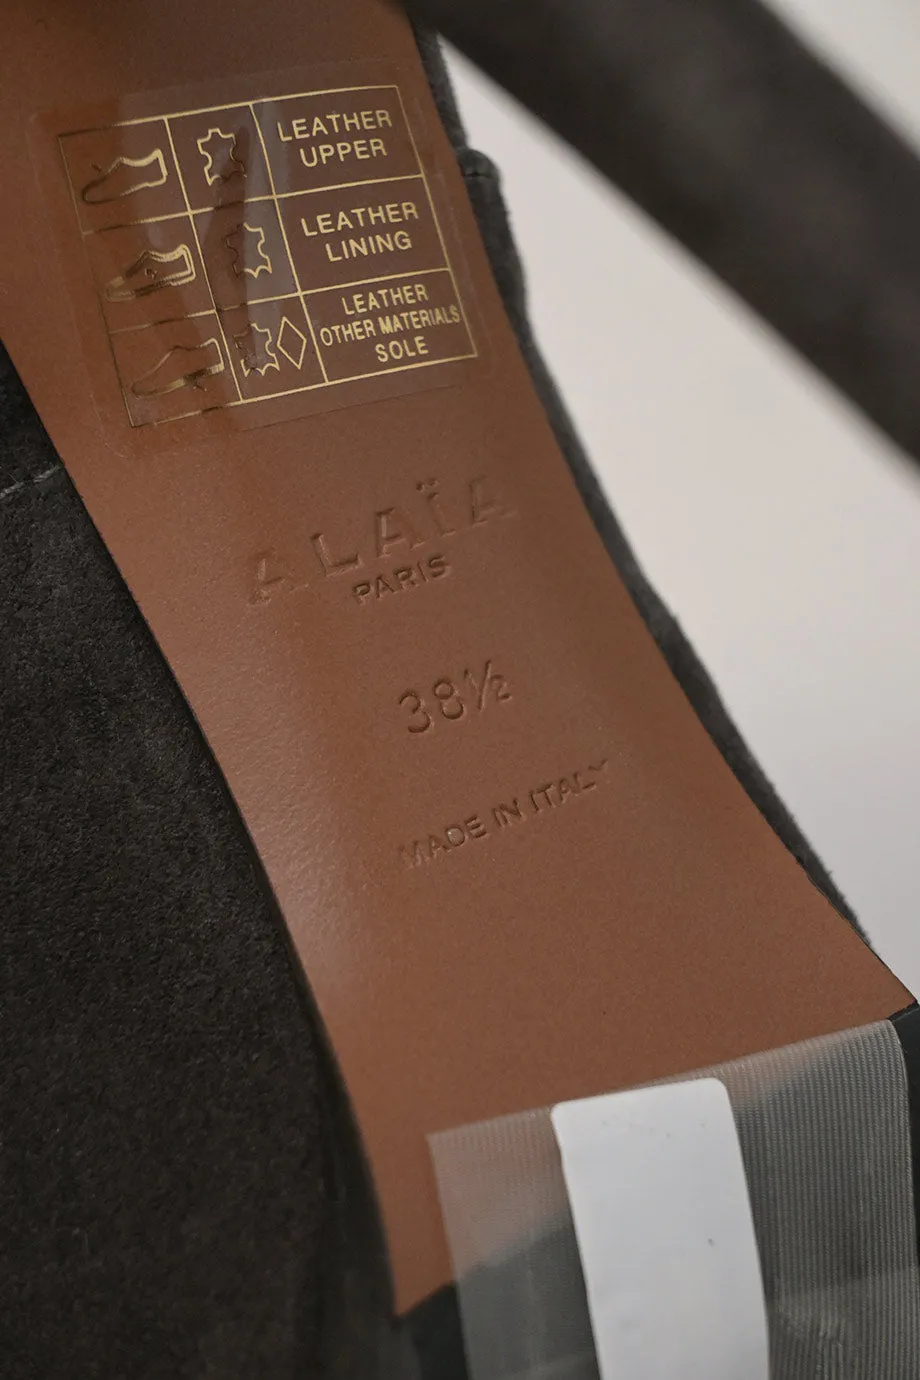 LEATHER
UPPER
LEATHER
LINING
LEATHER
OTHER MATERIALS
SOLE
ALAÏA
PARIS
38½
MADE IN ITALY